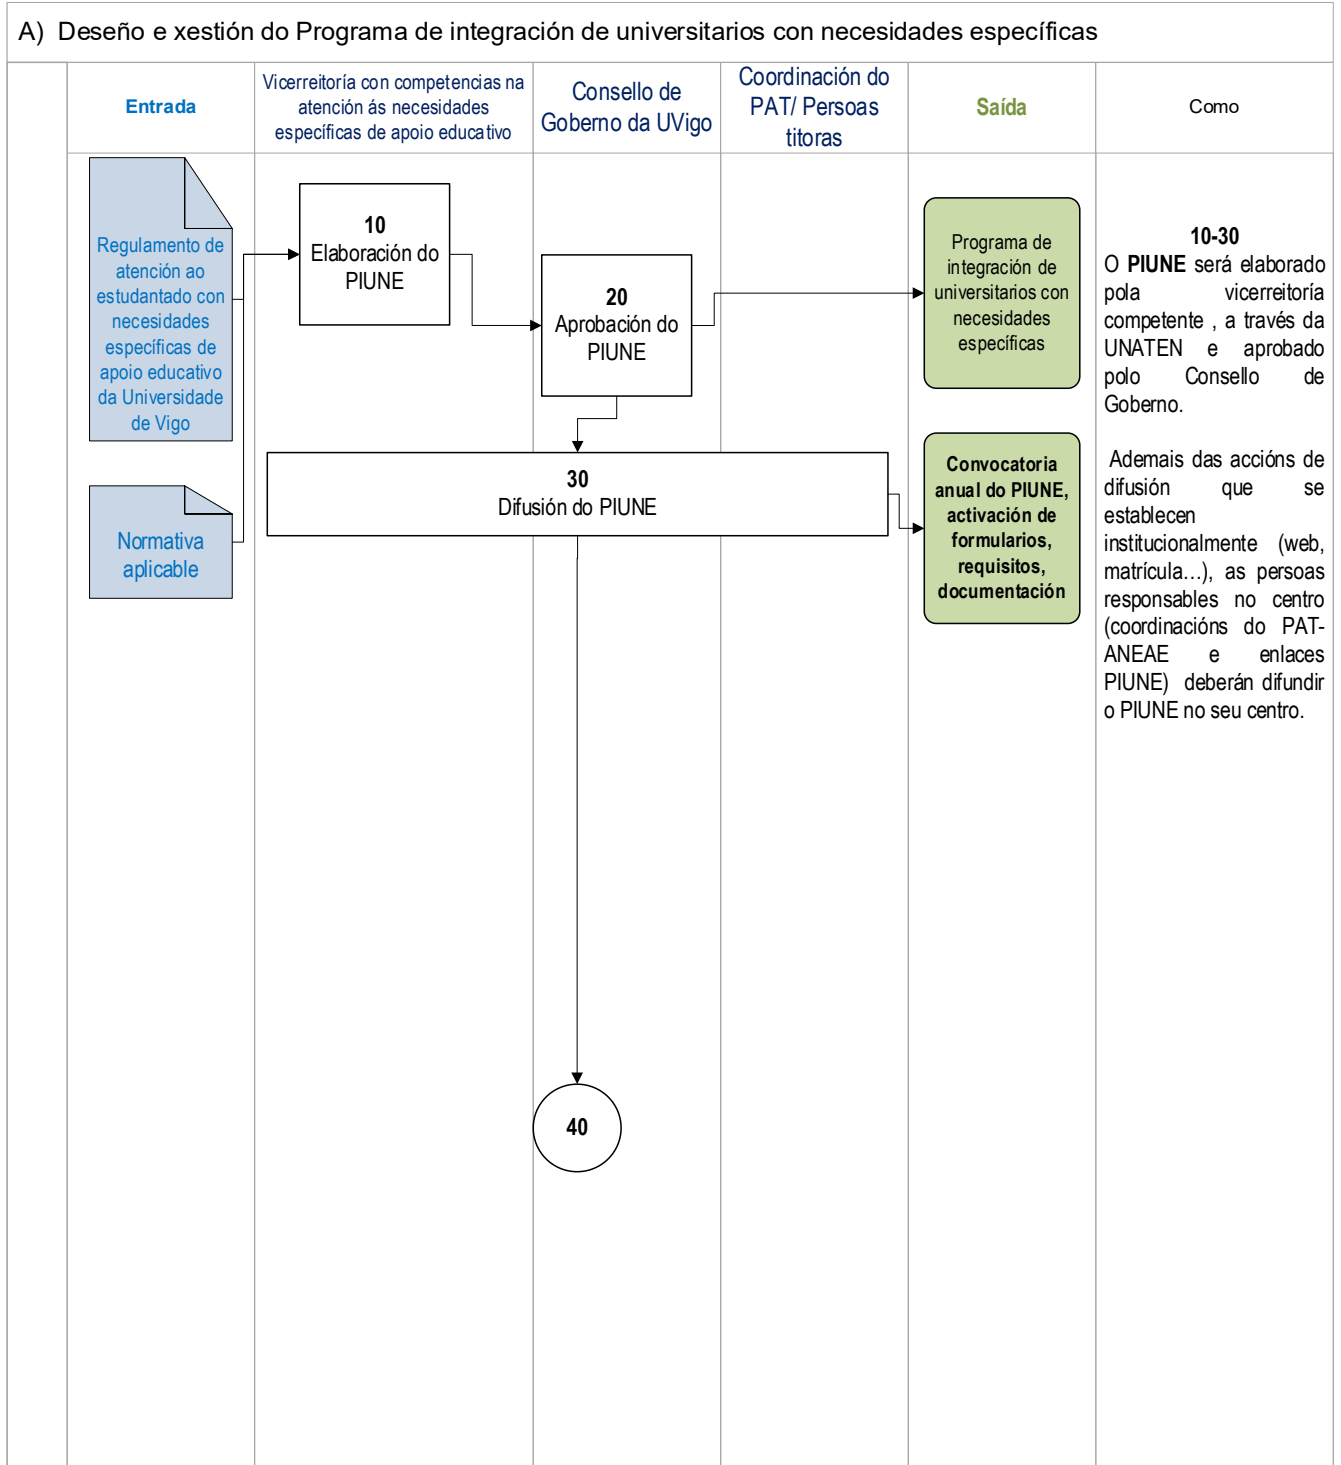 A) Deseño e xestión do Programa de integración de universitarios con necesidades específicas
Entrada
Vicerreitoría con competencias na
atención ás necesidades
específicas de apoio educativo
Consello de
Goberno da UVigo
Coordinación do
PAT/ Persoas
titoras
Saída
Como
Regulamento de
atención ao
estudantado con
necesidades
específicas de
apoio educativo
da Universidade
de Vigo
Normativa
aplicable
10
Elaboración do
PIUNE
20
Aprobación do
PIUNE
30
Difusión do PIUNE
40
Programa de
integración de
universitarios con
necesidades
específicas
Convocatoria
anual do PIUNE,
activación de
formularios,
requisitos,
documentación
10-30
O PIUNE será elaborado
pola vicerreitoría
competente , a través da
UNATEN e aprobado
polo Consello de
Goberno.
Ademais das accións de
difusión que se
establecen
institucionalmente (web,
matrícula…), as persoas
responsables no centro
(coordinacións do PAT-
ANEAE e enlaces
PIUNE) deberán difundir
o PIUNE no seu centro.